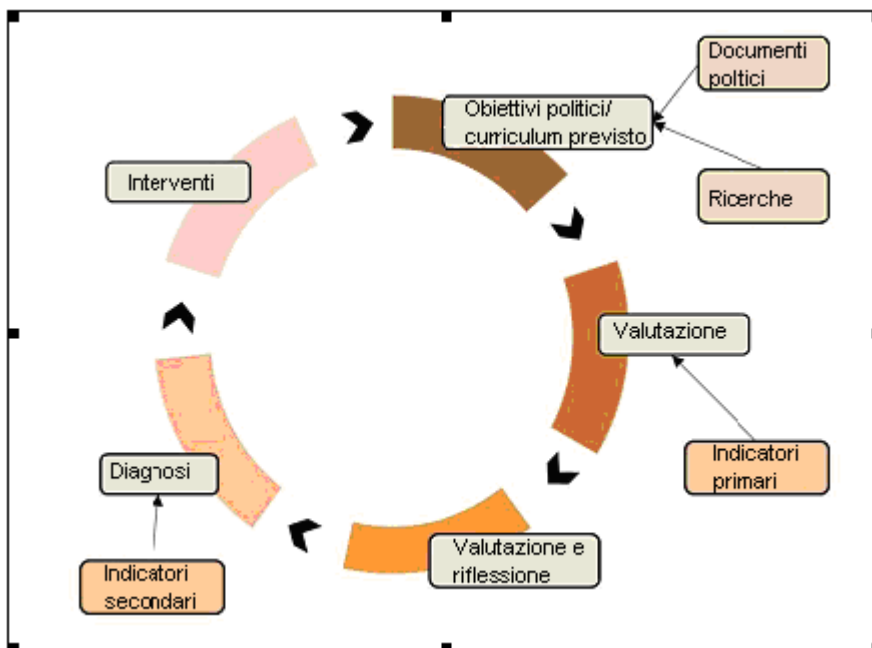 Documenti
poltici
Obiettivi politici/
curriculum previsto
Interventi
Ricerche
Valutazione
Indicatori
primari
Diagnosi
Valutazione e
riflessione
Indicatori
secondari